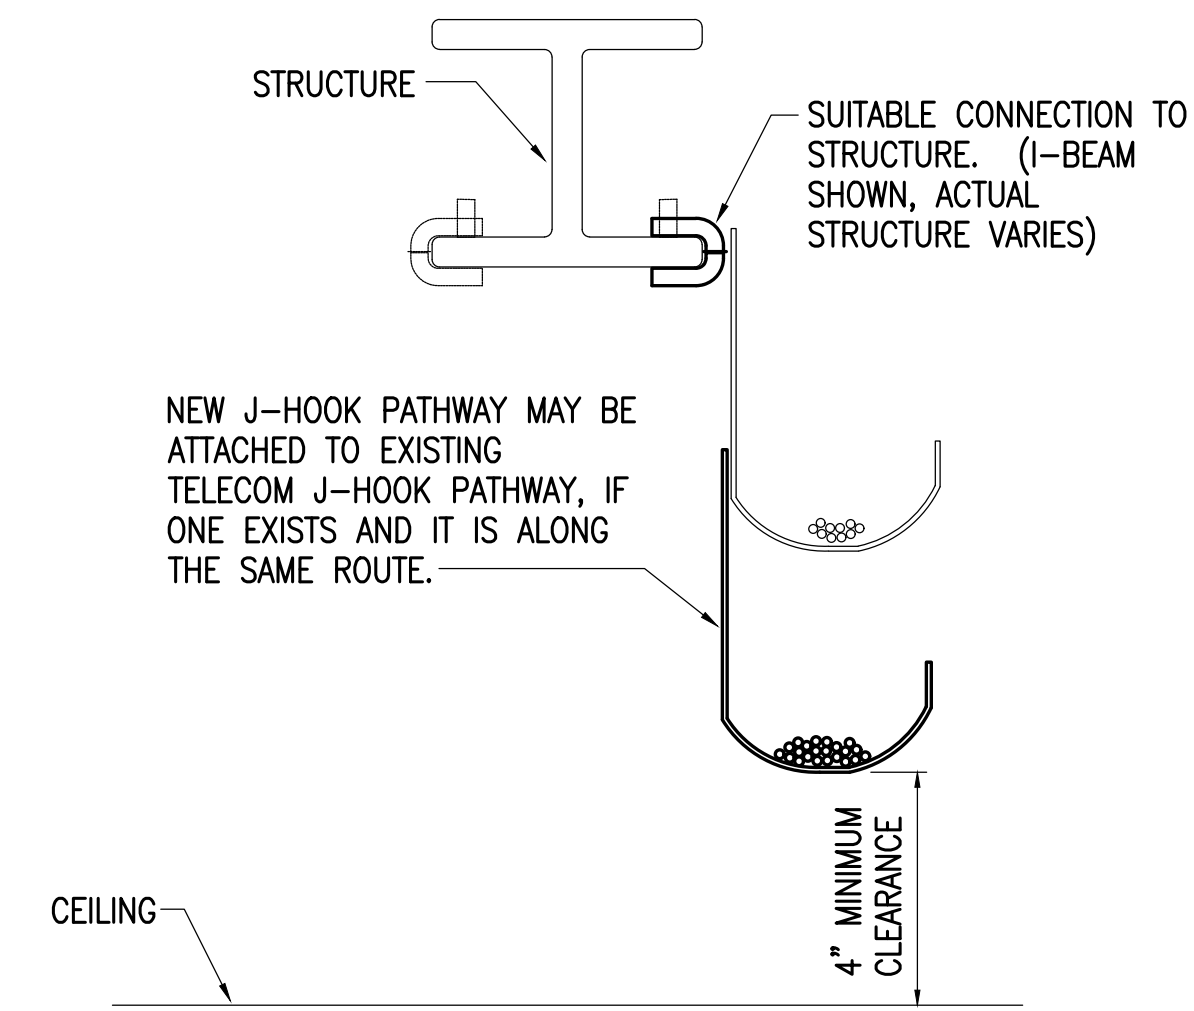 STRUCTURE
SUITABLE CONNECTION TO
STRUCTURE. (I-BEAM
SHOWN, ACTUAL
STRUCTURE VARIES)
NEW J-HOOK PATHWAY MAY BE
ATTACHED TO EXISTING
TELECOM J-HOOK PATHWAY, IF
ONE EXISTS AND IT IS ALONG
THE SAME ROUTE.
4" MINIMUM
CLEARANCE
CEILING